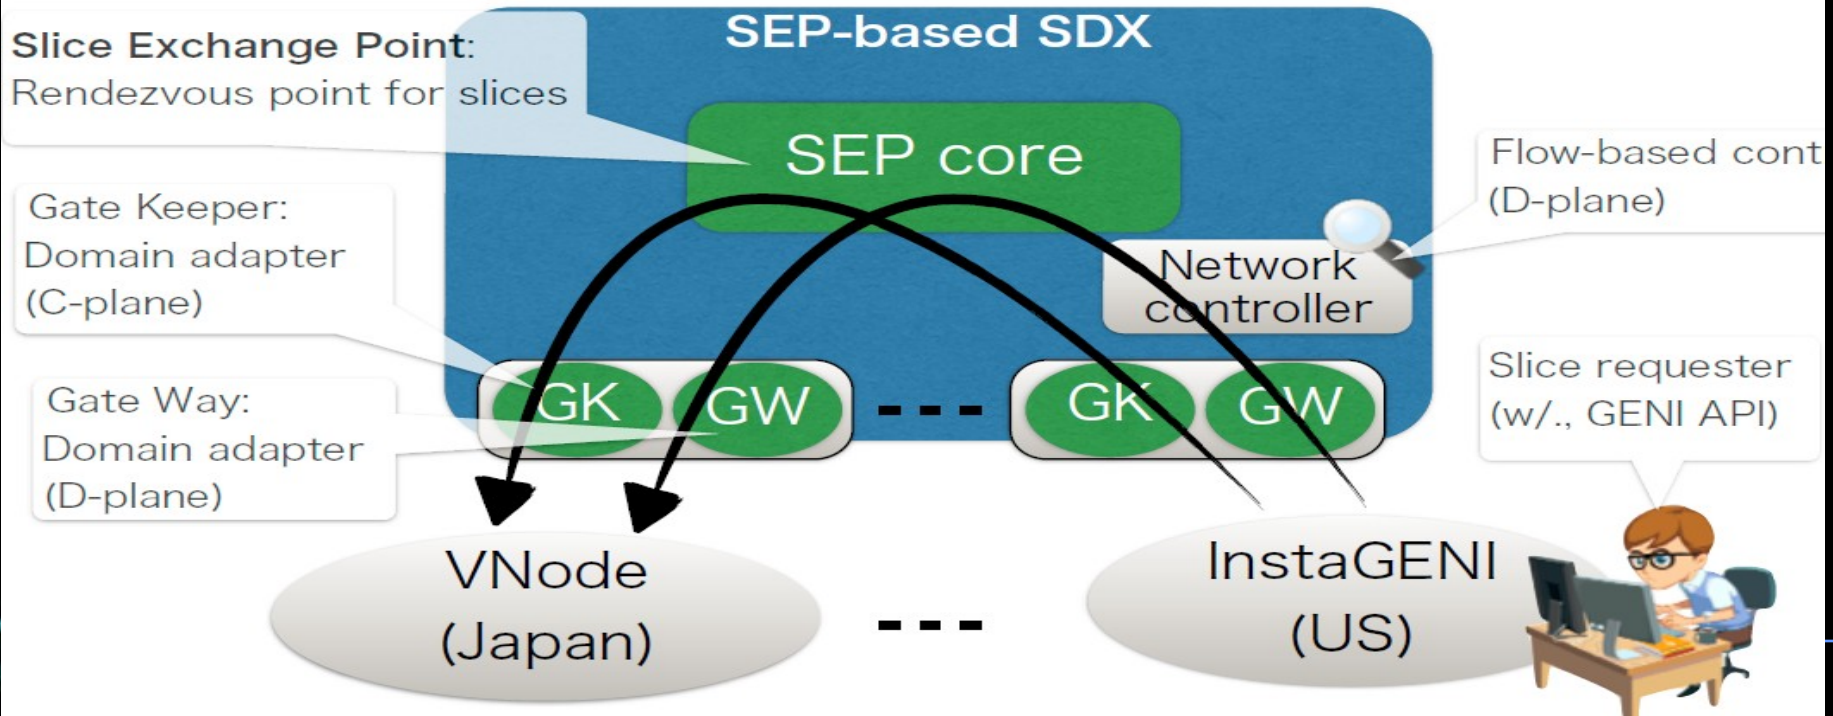 SEP-based SDX
Slice Exchange Point:
Rendezvous point for slices
SEP core
Flow-based cont
(D-plane)
Gate Keeper:
Domain adapter
(C-plane)
Network
controller
Slice requester
(w/., GENI API)
Gate Way:
Domain adapter
(D-plane)
GK
GW
GK
GW
VNode
(Japan)
InstaGENI
(US)